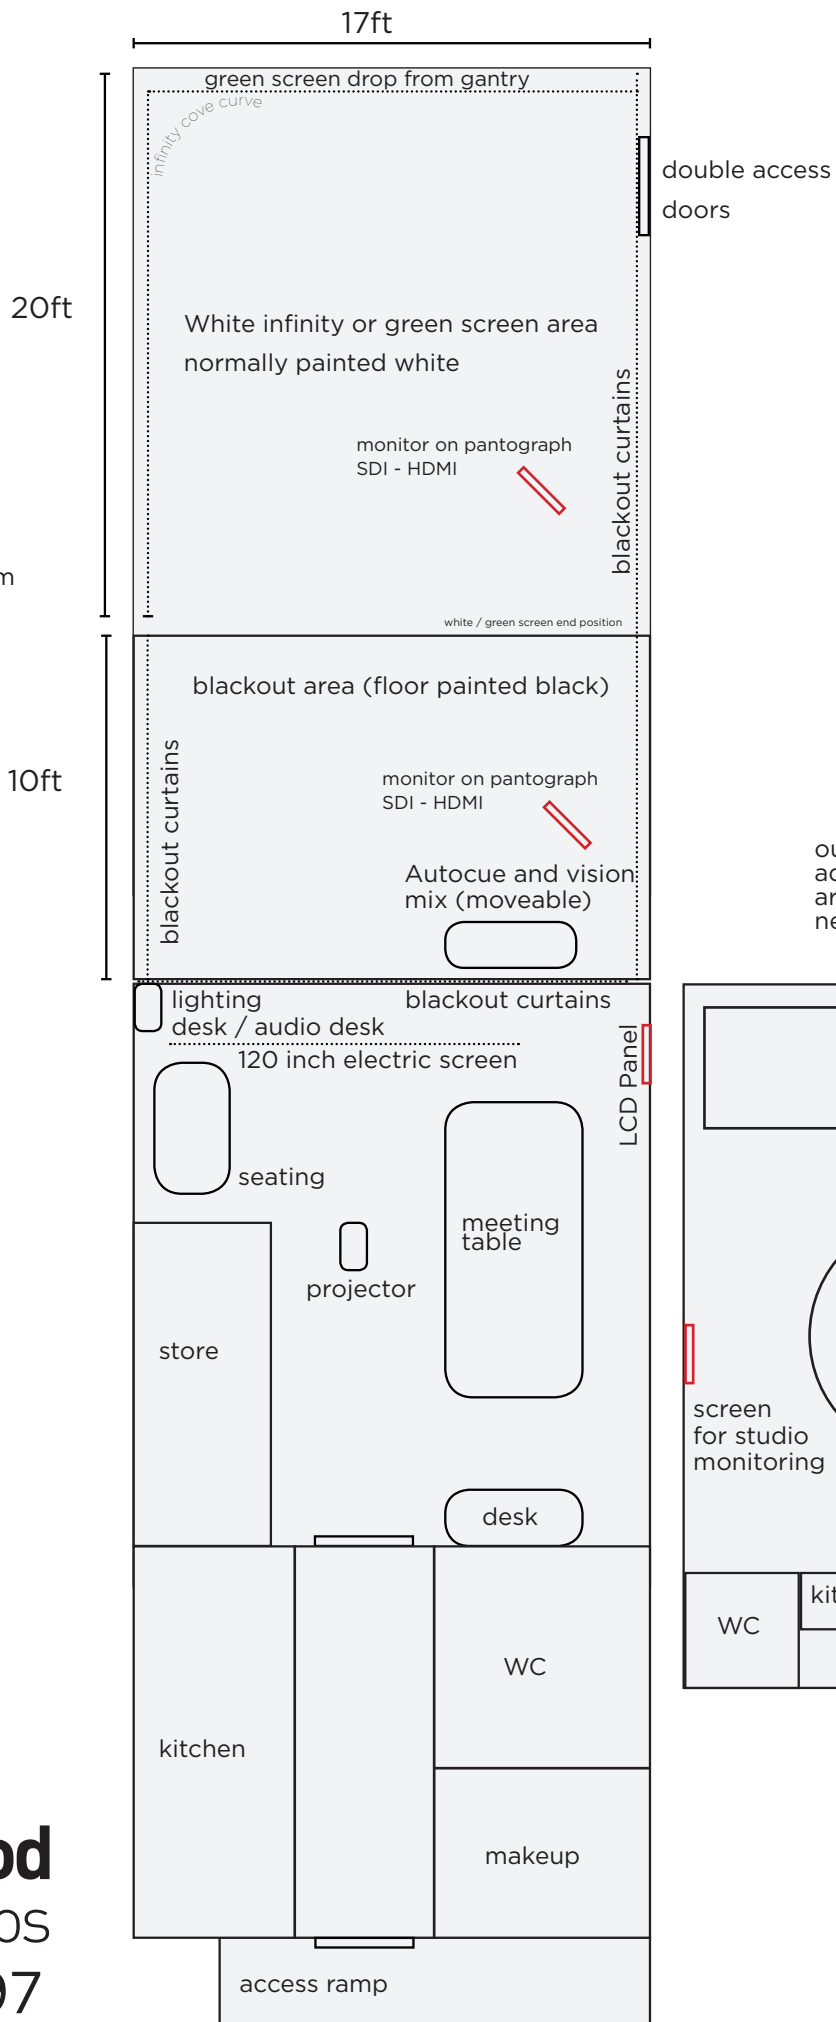 17ft
green screen drop from gantry
infinity cove curve
double access
doors
20ft
White infinity or green screen area
normally painted white
blackout curtains
monitor on pantograph
SDI - HDMI
white / green screen end position
blackout area (floor painted black)
10ft
blackout curtains
monitor on pantograph
SDI - HDMI
Autocue and vision
mix (moveable)
lighting
desk / audio desk
blackout curtains
120 inch electric screen
LCD Panel
seating
meeting
table
projector
store
screen
for studio
monitoring
desk
WC
WC
kitchen
makeup
access ramp